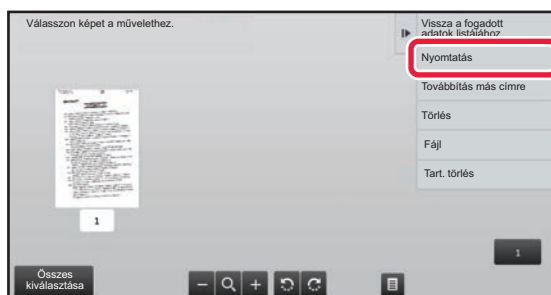 Válasszon képet a művelethez.
Vissza a fogadott
adatok listájához
Nyomtatás
Továbbítás más címre
Törlés
Fájl
Tart. törlés
1
1
Összes
kiválasztása